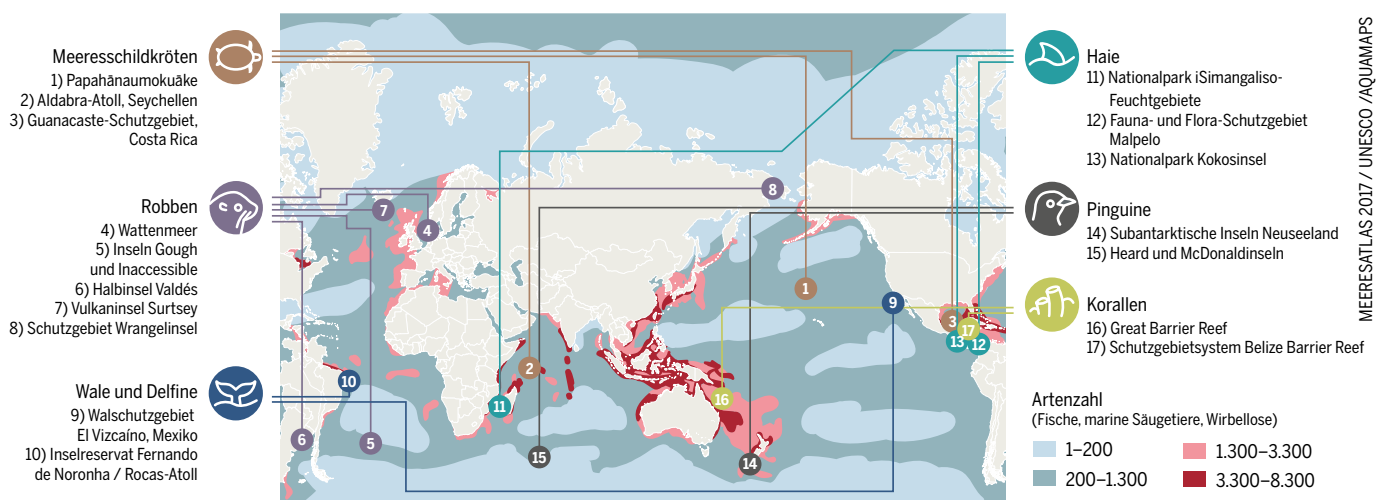 Meeresschildkröten
1) Papahānaumokuāke
2) Aldabra-Atoll, Seychellen
3) Guanacaste-Schutzgebiet,
Costa Rica
Robben
4) Wattenmeer
5) Inseln Gough
und Inaccessible
6) Halbinsel Valdés
7) Vulkaninsel Surtsey
8) Schutzgebiet Wrangelinsel
Wale und Delfine
9) Walschutzgebiet
El Vizcaíno, Mexiko
10) Inselreservat Fernando
de Noronha / Rocas-Atoll
8
7
4
1
9
3
17
13
12
2
10
11
16
6
5
15
14
Haie
11) Nationalpark iSimangaliso-
Feuchtgebiete
12) Fauna- und Flora-Schutzgebiet
Malpelo
13) Nationalpark Kokosinsel
Pinguine
14) Subantarktische Inseln Neuseeland
15) Heard und McDonaldinseln
Korallen
16) Great Barrier Reef
17) Schutzgebietsystem Belize Barrier Reef
Artenzahl
(Fische, marine Säugetiere, Wirbellose)
1–200
200–1.300
1.300–3.300
3.300–8.300
MEERESATLAS 2017 / UNESCO /AQUAMAPS